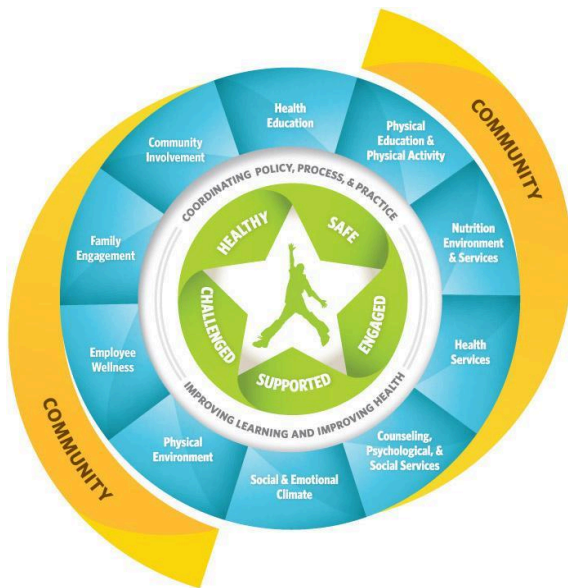 COMMUNITY
Health
Education
Physical
Education &
Physical Activity
Nutrition
Environment
& Services
Health
Services
Counseling,
Psychological, &
Social Services
Social & Emotional
Climate
Physical
Environment
Employee
Wellness
Family
Engagement
Community
Involvement
COORDINATING POLICY, PROCESS, & PRACTICE
HEALTHY
SAFE
ENGAGED
SUPPORTED
CHALLENGED
IMPROVING LEARNING AND IMPROVING HEALTH
COMMUNITY